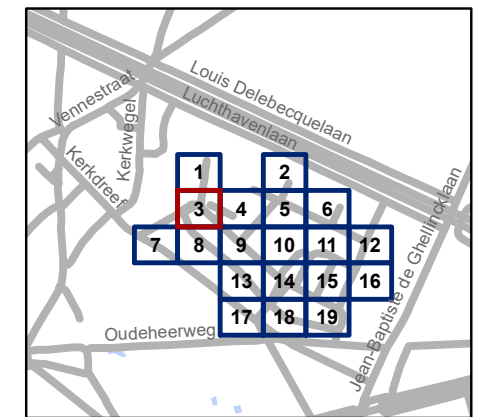 Louis Delebecquelaan
Vennestraat
Luchthavenlaan
Kerkwegel
Kerkdreef
1 2
3 4 5 6
7 8 9 10 11 12
13 14 15 16
17 18 19
Oudeheerweg
Jean-Baptiste de Ghellincklaan